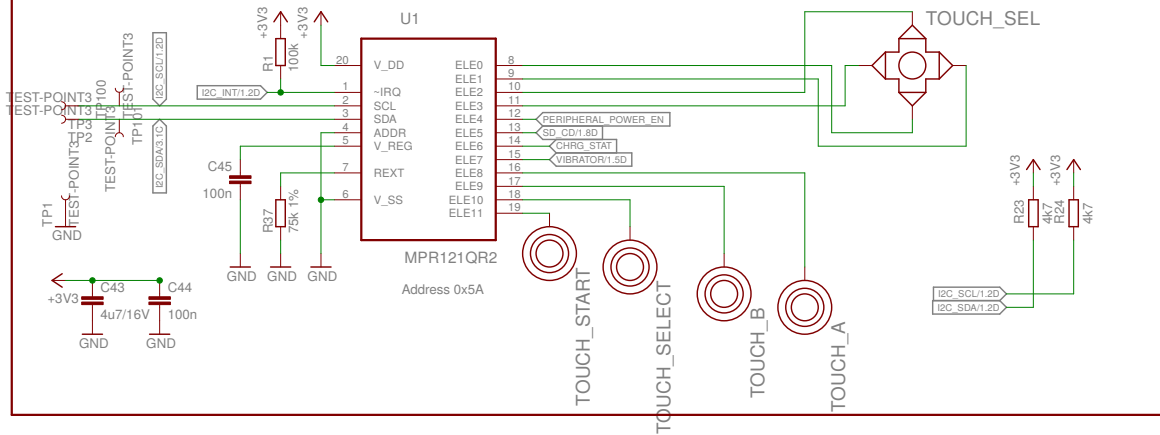 U1
TOUCH_SEL
+3V3
+3V3
R1
100k
20 V_DD
1 ~IRQ
2 SCL
3 SDA
4 ADDR
5 V_REG
7 REXT
6 V_SS
ELE0 8
ELE1 9
ELE2 10
ELE3 11
ELE4 12
ELE5 13
ELE6 14
ELE7 15
ELE8 16
ELE9 17
ELE10 18
ELE11 19
MPR121QR2
Address 0x5A
I2C_INT/1.2D
I2C_SCL/1.2D
I2C_SDA/3.1C
TEST-POINT3
TEST-POINT3
TP3
TP2
TP100
TEST-POINT3
TP101
TEST-POINT3
TP1
TEST-POINT3
GND
PERIPHERAL_POWER_EN
SD_CD/1.8D
CHRG_STAT
VIBRATOR/1.5D
C45
100n
R37
75k 1%
GND
GND
GND
+3V3
C43
4u7/16V
C44
100n
GND
GND
TOUCH_START
TOUCH_SELECT
TOUCH_B
TOUCH_A
+3V3
+3V3
R23
4k7
R24
4k7
I2C_SCL/1.2D
I2C_SDA/1.2D